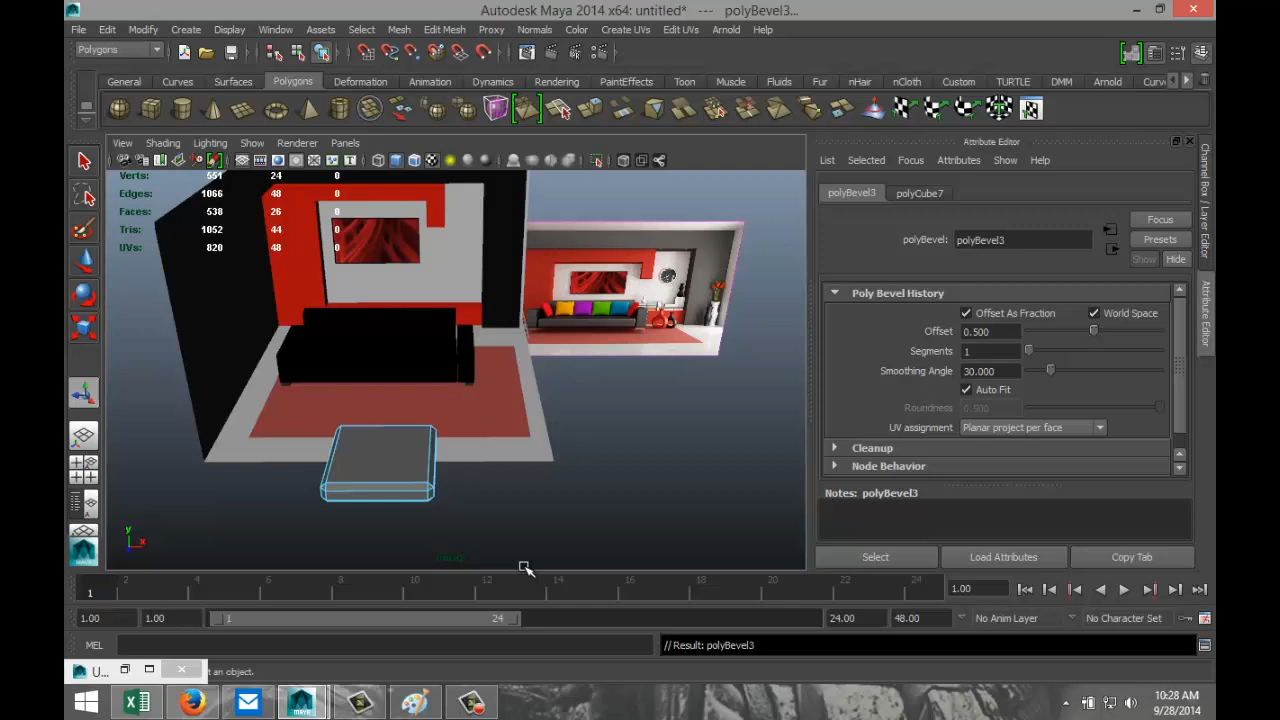 Autodesk Maya 2014 x64: untitled* --- polyBevel3...
File Edit Modify Create Display Window Assets Select Mesh Edit Mesh Proxy Normals Color Create UVs Edit UVs Arnold Help
Polygons
General Curves Surfaces Polygons Deformation Animation Dynamics Rendering PaintEffects Toon Muscle Fluids Fur nHair nCloth Custom TURTLE DMM Arnold Curv
View Shading Lighting Show Renderer Panels
Verts: 551 24 0
Edges: 1066 48 0
Faces: 538 26 0
Tris: 1052 44 0
UVs: 820 48 0
y
x
persp
Attribute Editor
List Selected Focus Attributes Show Help
polyBevel3 polyCube7
Focus
polyBevel: polyBevel3
Presets
Show Hide
Poly Bevel History
Offset As Fraction World Space
Offset 0.500
Segments 1
Smoothing Angle 30.000
Auto Fit
Roundness 0.500
UV assignment Planar project per face
Cleanup
Node Behavior
Notes: polyBevel3
Select Load Attributes Copy Tab
Channel Box / Layer Editor
Attribute Editor
2 4 6 8 10 12 14 16 18 20 22 24
1
1.00
1.00 1.00 1 24 24.00 48.00 No Anim Layer No Character Set
MEL // Result: polyBevel3
U... t an object.
10:28 AM
9/28/2014